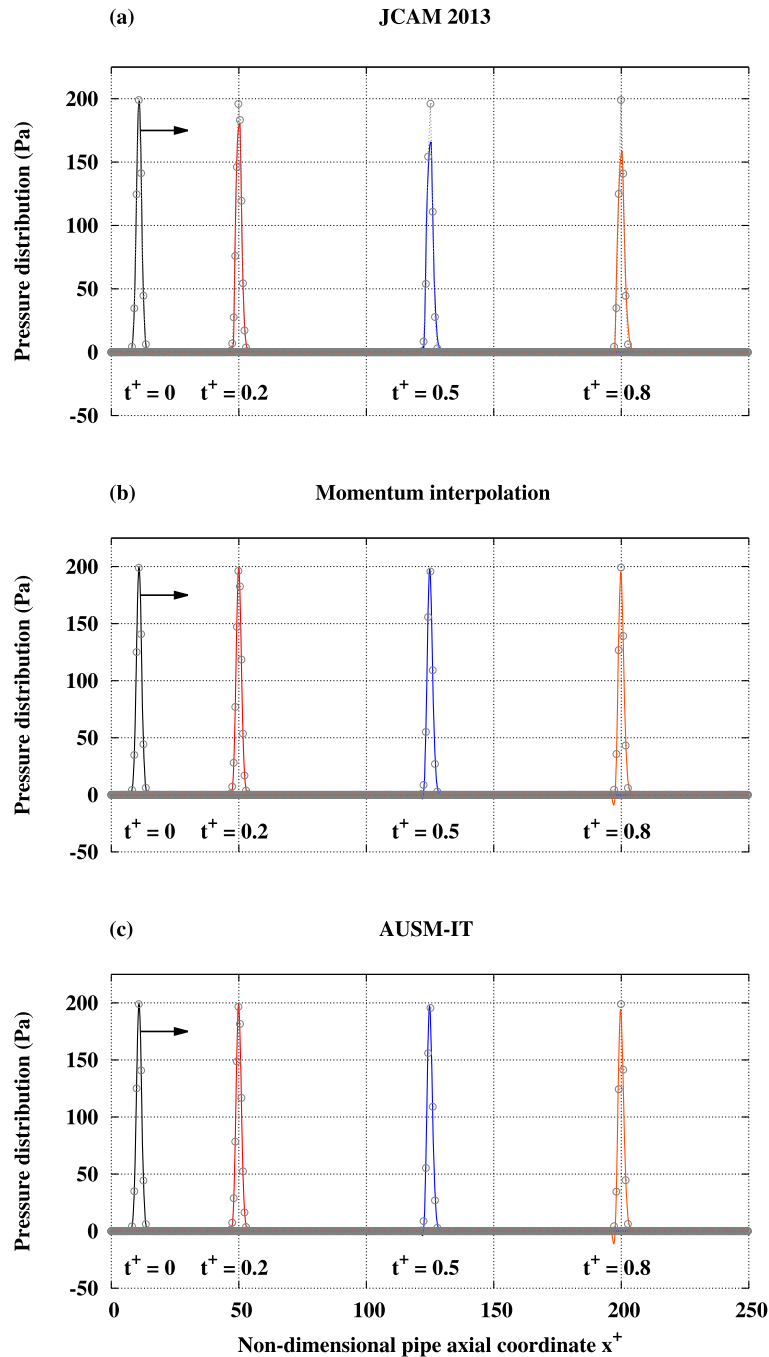 (a) JCAM 2013
Pressure distribution (Pa)
200
150
100
50
0
-50
t+ = 0 t+ = 0.2 t+ = 0.5 t+ = 0.8
(b) Momentum interpolation
Pressure distribution (Pa)
200
150
100
50
0
-50
t+ = 0 t+ = 0.2 t+ = 0.5 t+ = 0.8
(c) AUSM-IT
Pressure distribution (Pa)
200
150
100
50
0
-50
t+ = 0 t+ = 0.2 t+ = 0.5 t+ = 0.8
0 50 100 150 200 250
Non-dimensional pipe axial coordinate x+